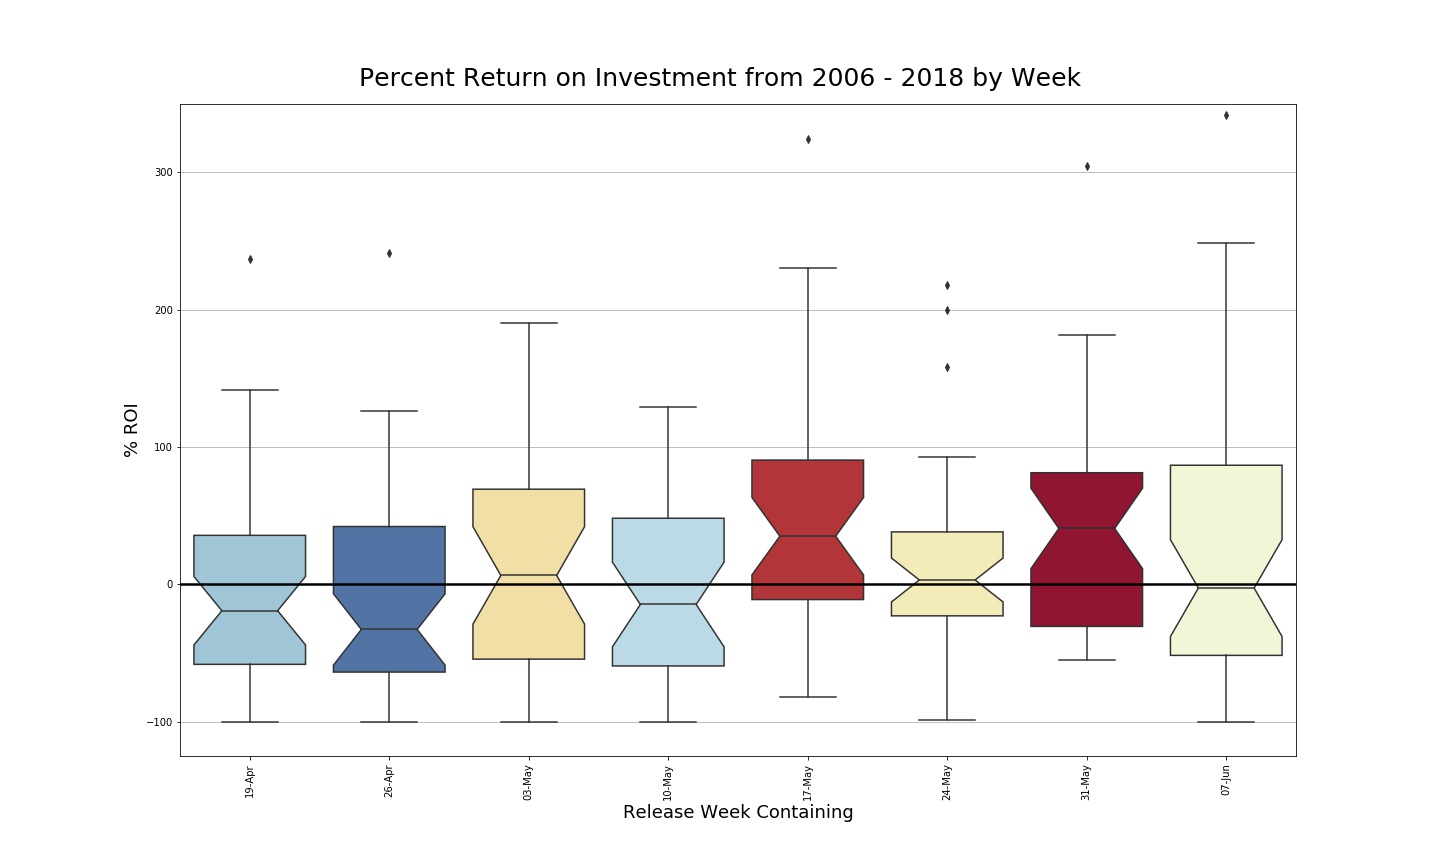 Percent Return on Investment from 2006 - 2018 by Week
% ROI
300
200
100
0
−100
19-Apr
26-Apr
03-May
10-May
17-May
24-May
31-May
07-Jun
Release Week Containing